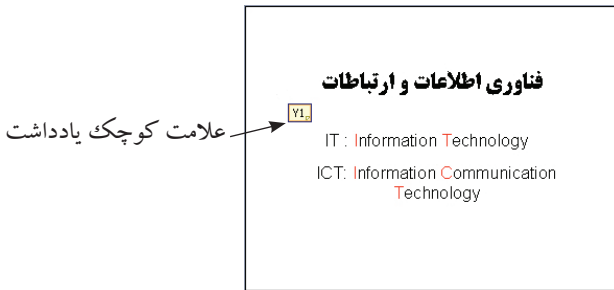 فناوری اطلاعات و ارتباطات
Y1
علامت کوچک یادداشت
IT : Information Technology
ICT: Information Communication
Technology